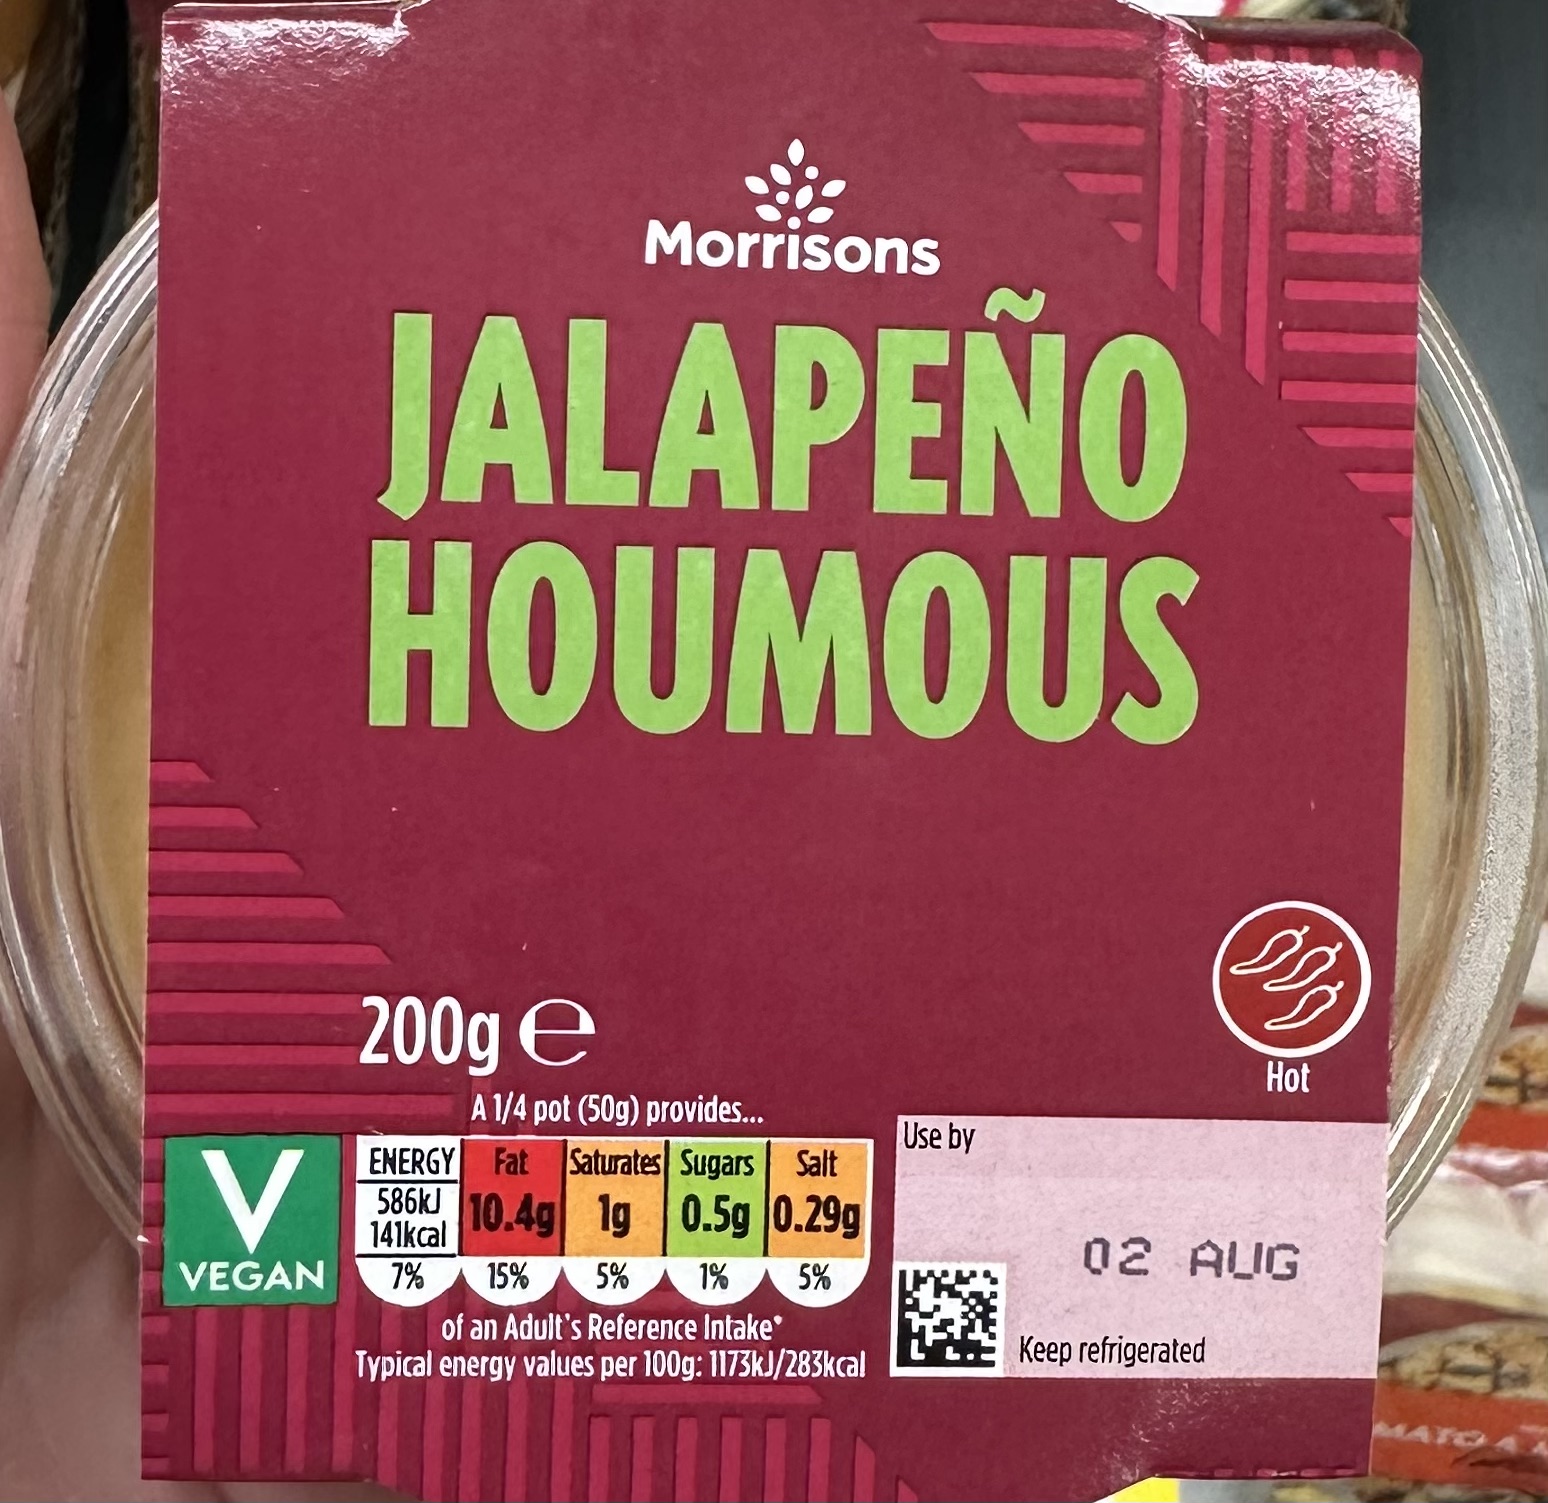 Morrisons
JALAPEÑO
HOUMOUS
200g ℮
Hot
A 1/4 pot (50g) provides...
V
VEGAN
ENERGY Fat Saturates Sugars Salt
586kJ
141kcal 10.4g 1g 0.5g 0.29g
7% 15% 5% 1% 5%
of an Adult's Reference Intake*
Typical energy values per 100g: 1173kJ/283kcal
Use by
02 AUG
Keep refrigerated